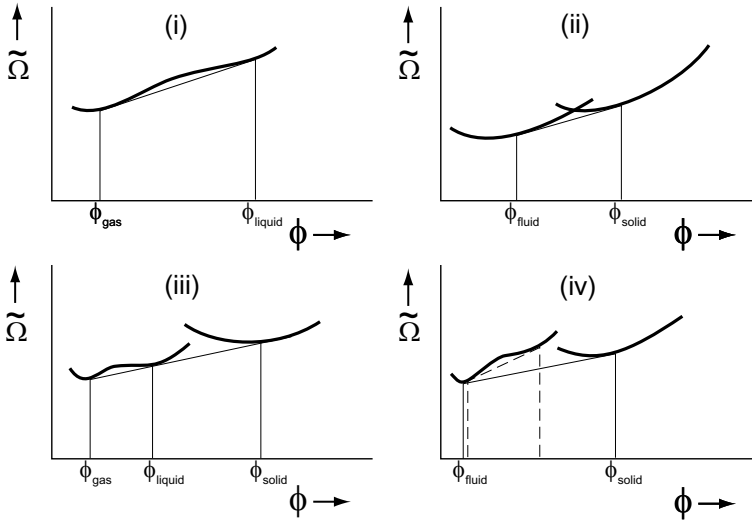 (i)
Ω̃
ϕgas
ϕliquid
ϕ
(ii)
Ω̃
ϕfluid
ϕsolid
ϕ
(iii)
Ω̃
ϕgas
ϕliquid
ϕsolid
ϕ
(iv)
Ω̃
ϕfluid
ϕsolid
ϕ